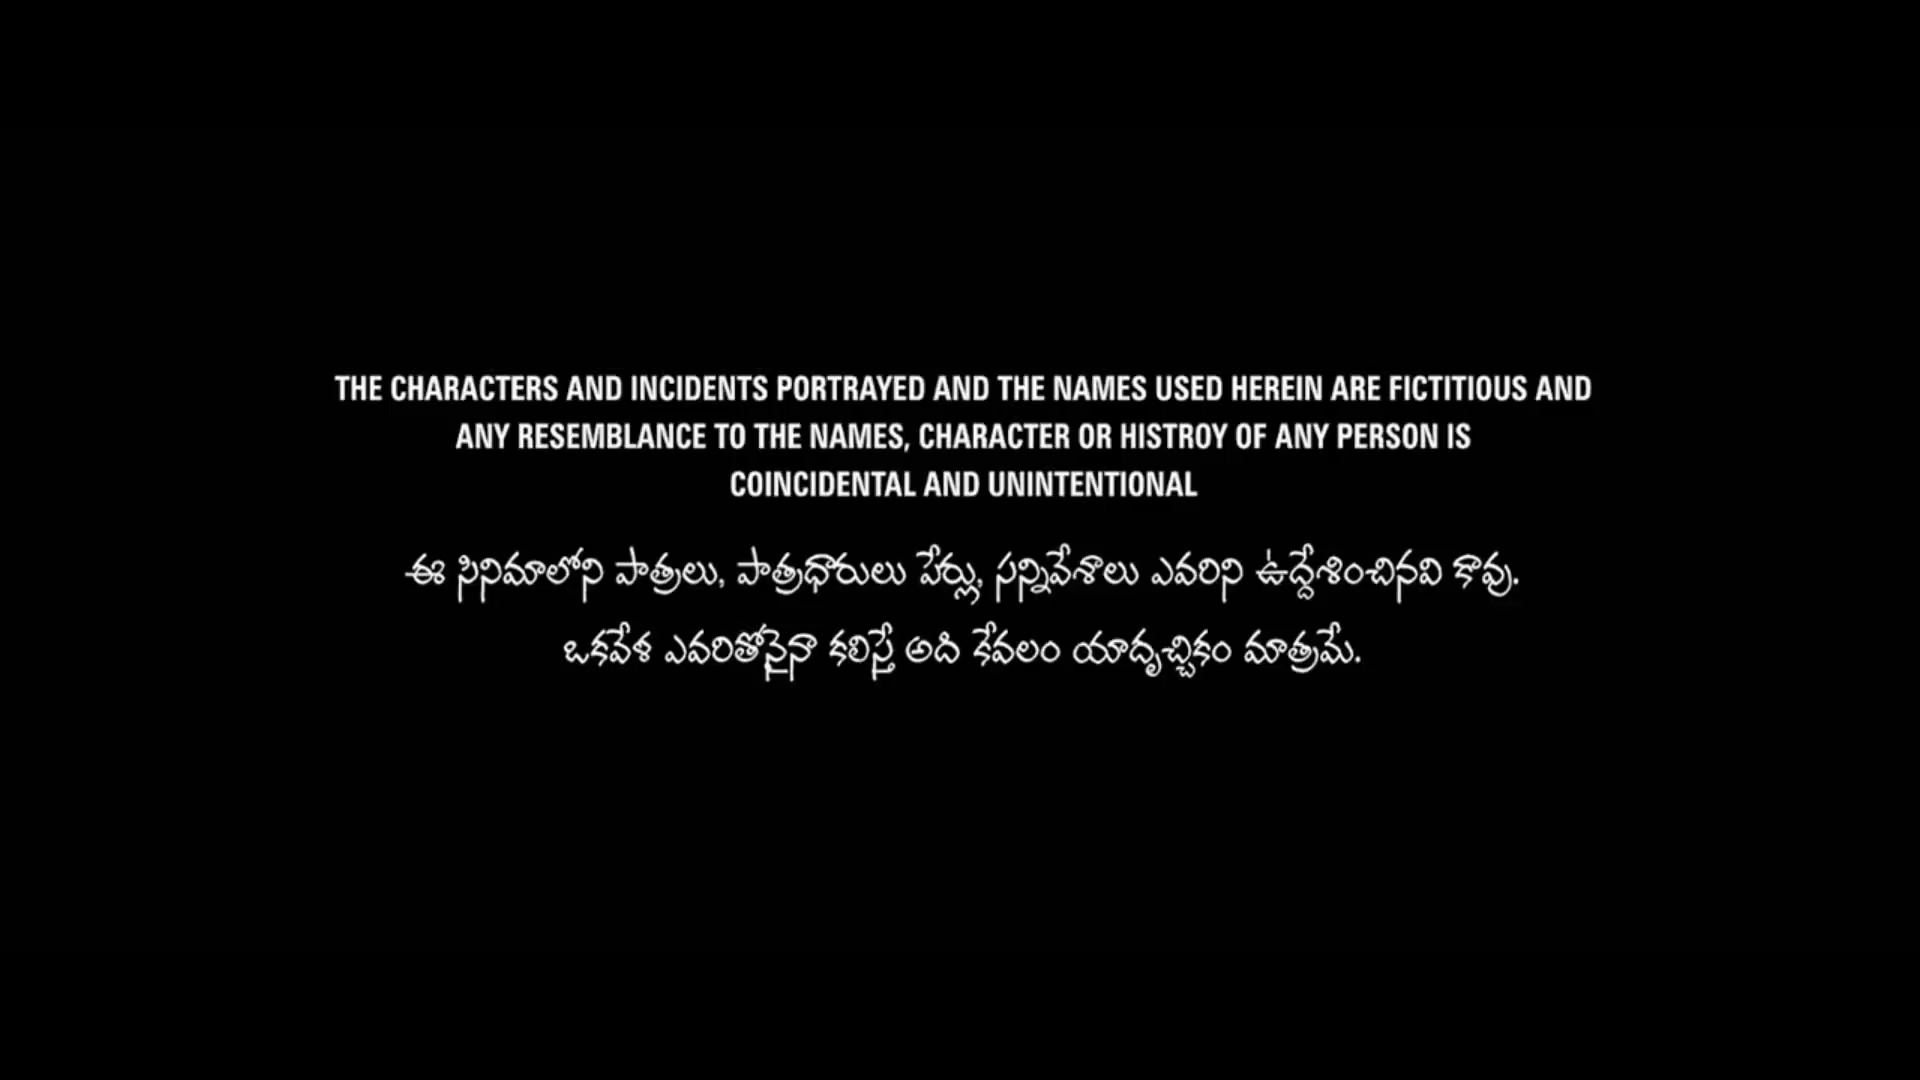 THE CHARACTERS AND INCIDENTS PORTRAYED AND THE NAMES USED HEREIN ARE FICTITIOUS AND
ANY RESEMBLANCE TO THE NAMES, CHARACTER OR HISTROY OF ANY PERSON IS
COINCIDENTAL AND UNINTENTIONAL
ఈ సినిమాలోని పాత్రలు, పాత్రధారులు పేర్లు, సన్నివేశాలు ఎవరిని ఉద్దేశించినవి కావు.
ఒకవేళ ఎవరితోనైనా కలిస్తే అది కేవలం యాదృచ్చికం మాత్రమే.